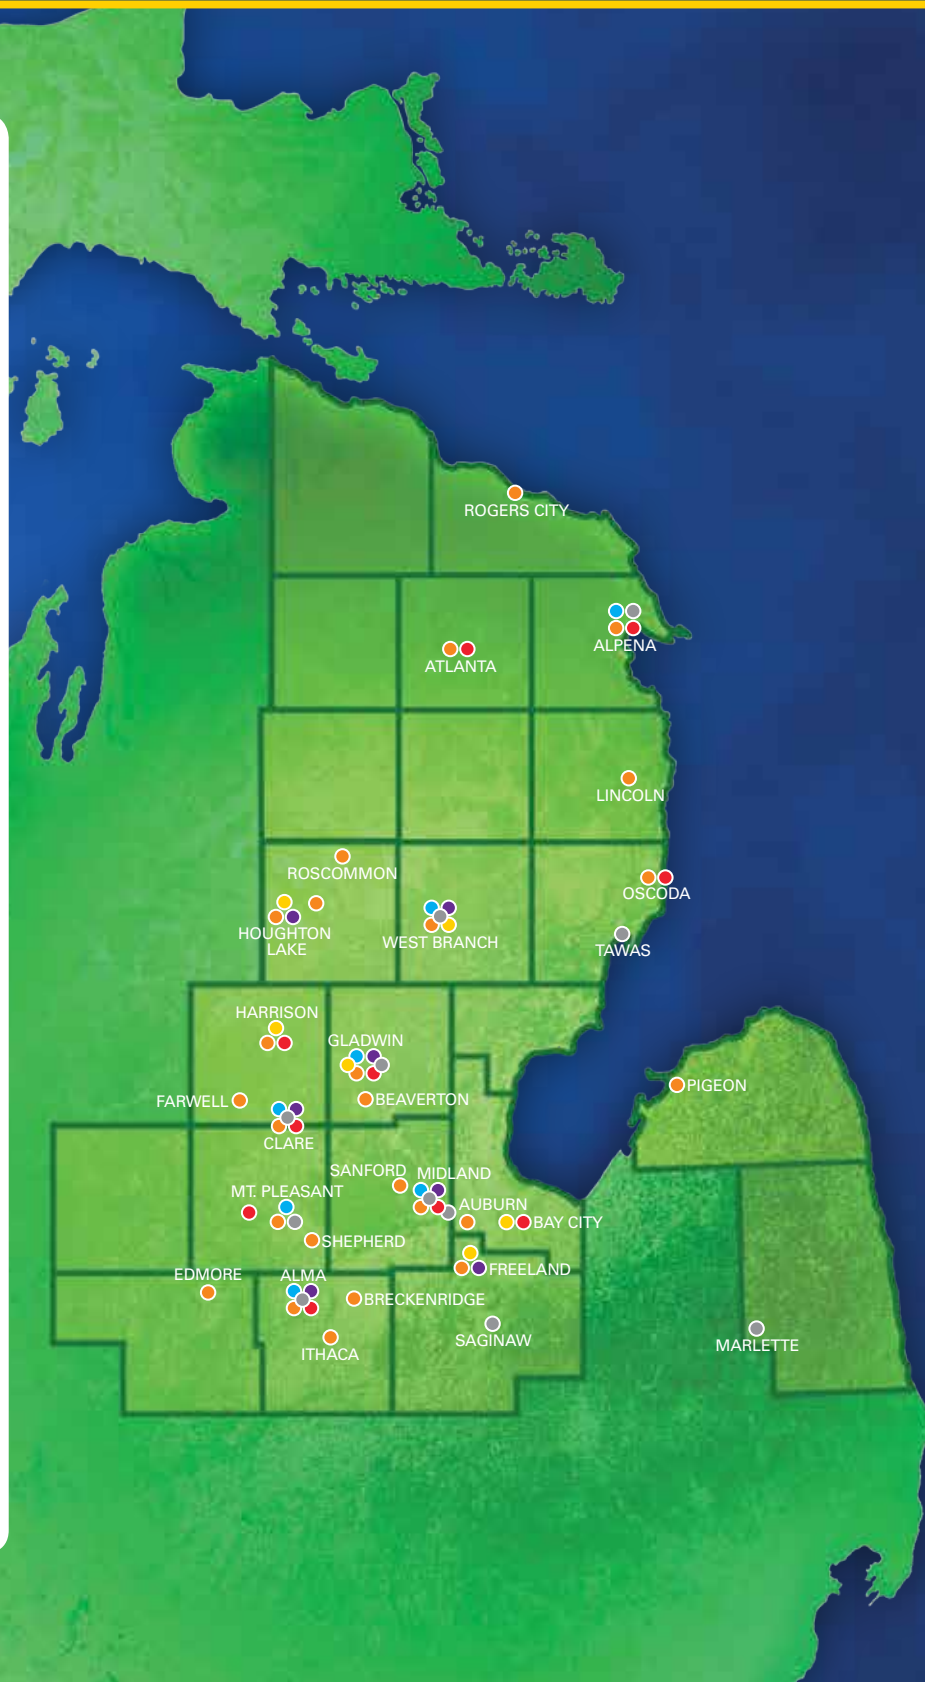 ROGERS CITY
ALPENA
ATLANTA
LINCOLN
ROSCOMMON
OSCODA
HOUGHTON
LAKE
WEST BRANCH
TAWAS
HARRISON
GLADWIN
PIGEON
FARWELL
BEAVERTON
CLARE
SANFORD
MIDLAND
MT. PLEASANT
AUBURN
BAY CITY
SHEPHERD
FREELAND
EDMORE
ALMA
BRECKENRIDGE
SAGINAW
MARLETTE
ITHACA